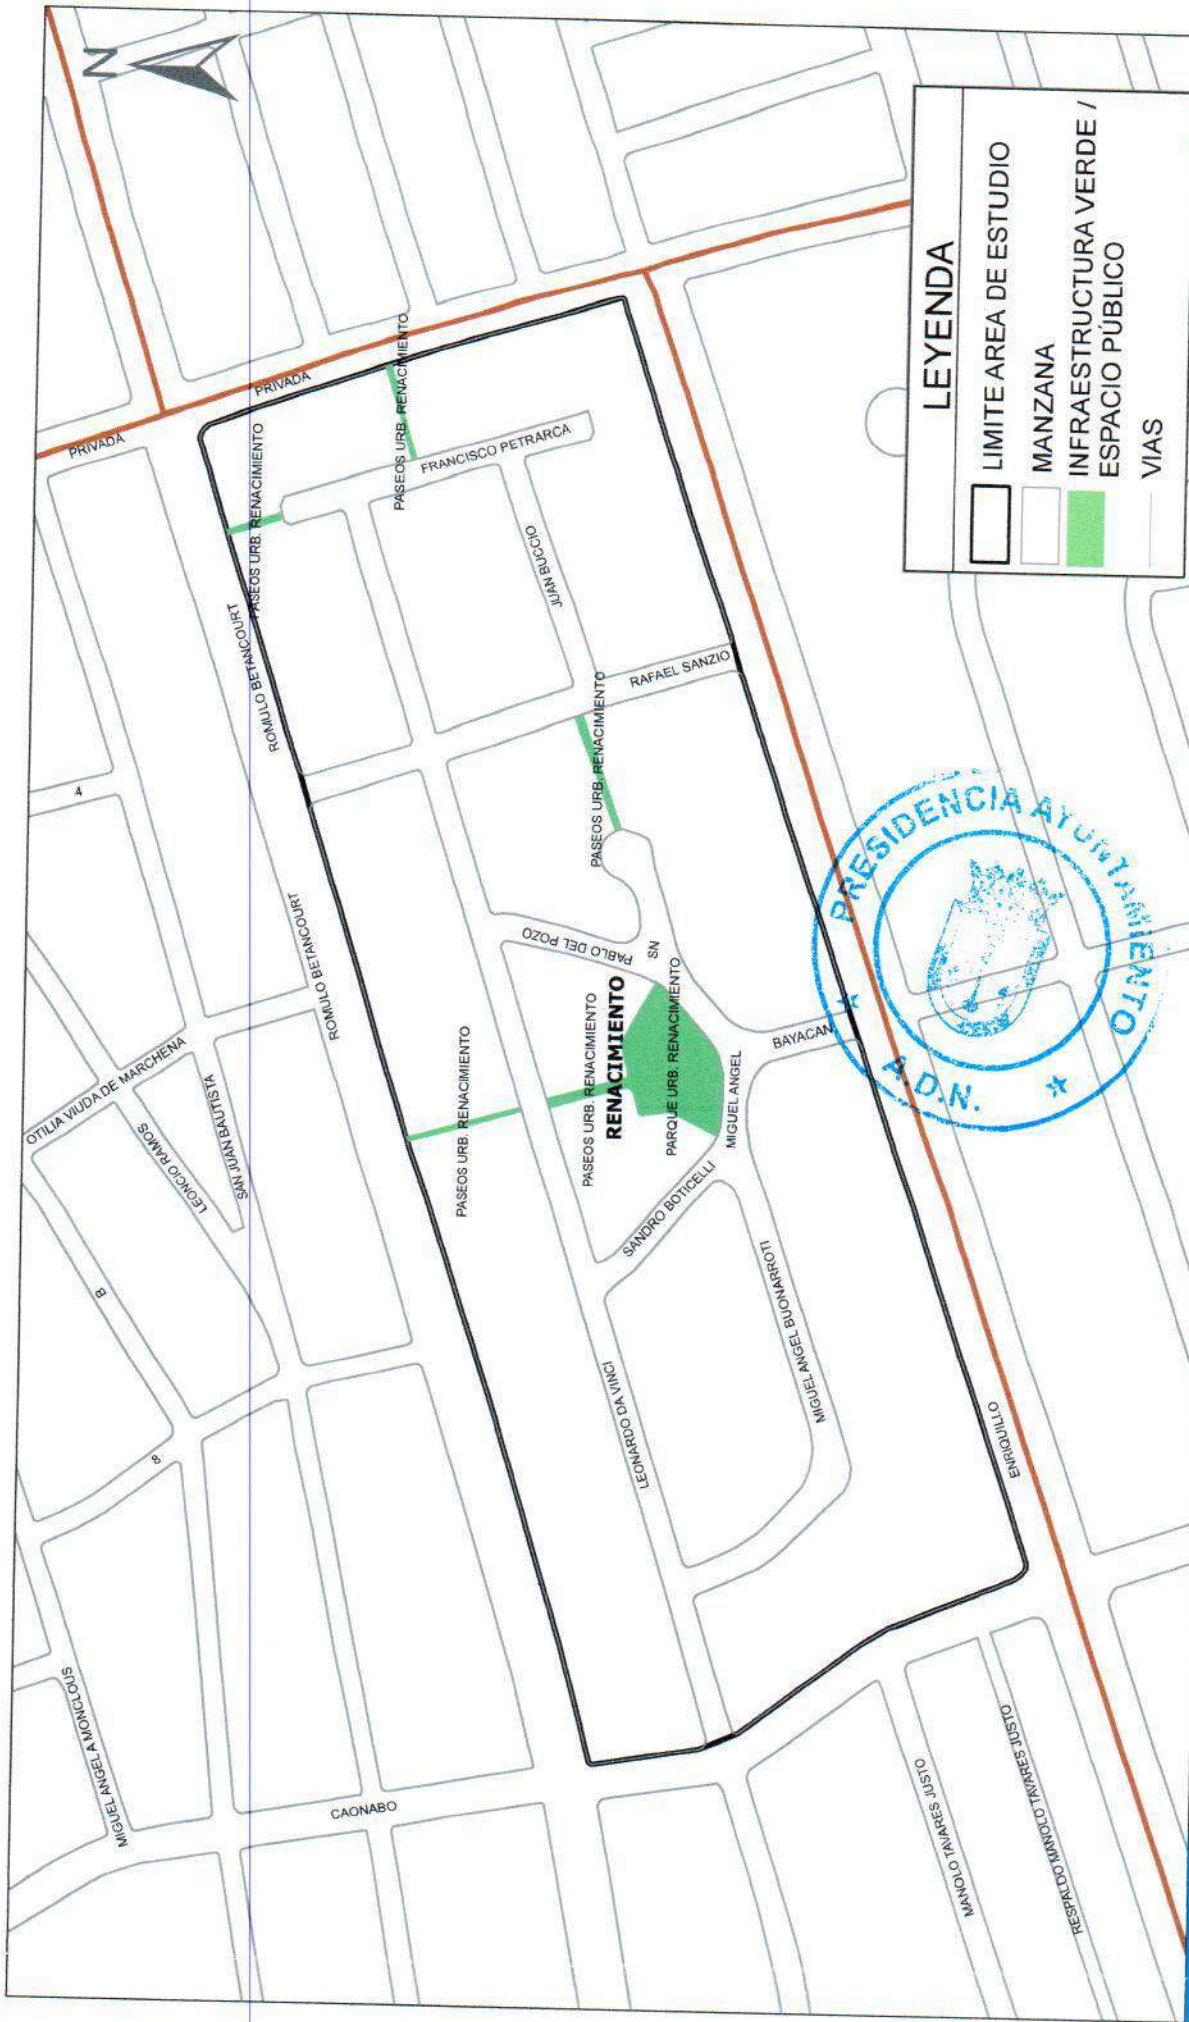 N
PRIVADA
PRIVADA
PASEOS URB. RENACIMIENTO
PASEOS URB. RENACIMIENTO
FRANCISCO PETRARCA
JUAN BUCCIO
ROMULO BETANCOURT
RAFAEL SANZIO
PASEOS URB. RENACIMIENTO
4
ROMULO BETANCOURT
PABLO DEL POZO
SN
OTILIA VIUDA DE MARCHENA
LEONCIO RAMOS
SAN JUAN BAUTISTA
PASEOS URB. RENACIMIENTO
PASEOS URB. RENACIMIENTO
RENACIMIENTO
PARQUE URB. RENACIMIENTO
MIGUEL ANGEL
BAYACAN
SANDRO BOTICELLI
B
8
LEONARDO DA VINCI
MIGUEL ANGEL BUONARROTI
ENRIQUILLO
MIGUEL ANGEL A MONCLOUS
CAONABO
MANOLO TAVARES JUSTO
RESPALDO MANOLO TAVARES JUSTO
LEYENDA
LIMITE AREA DE ESTUDIO
MANZANA
INFRAESTRUCTURA VERDE /
ESPACIO PÚBLICO
VIAS
PRESIDENCIA AYUNTAMIENTO
A.D.N.